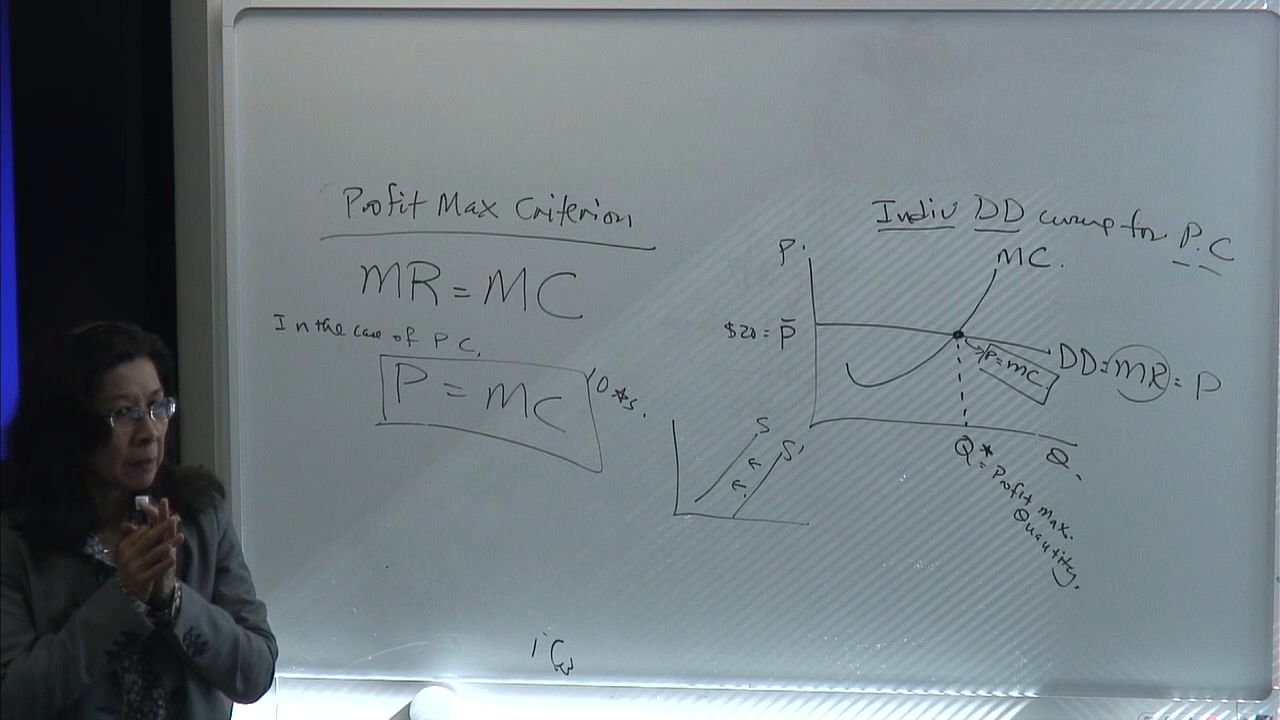 Profit Max Criterion
MR = MC
In the case of P C,
P = MC
Indiv DD curve for P.C
P.
MC.
$20 = P̄
P = MC
DD = MR = P
Q* = Profit Max.
Quantity.
Q.
S
S'